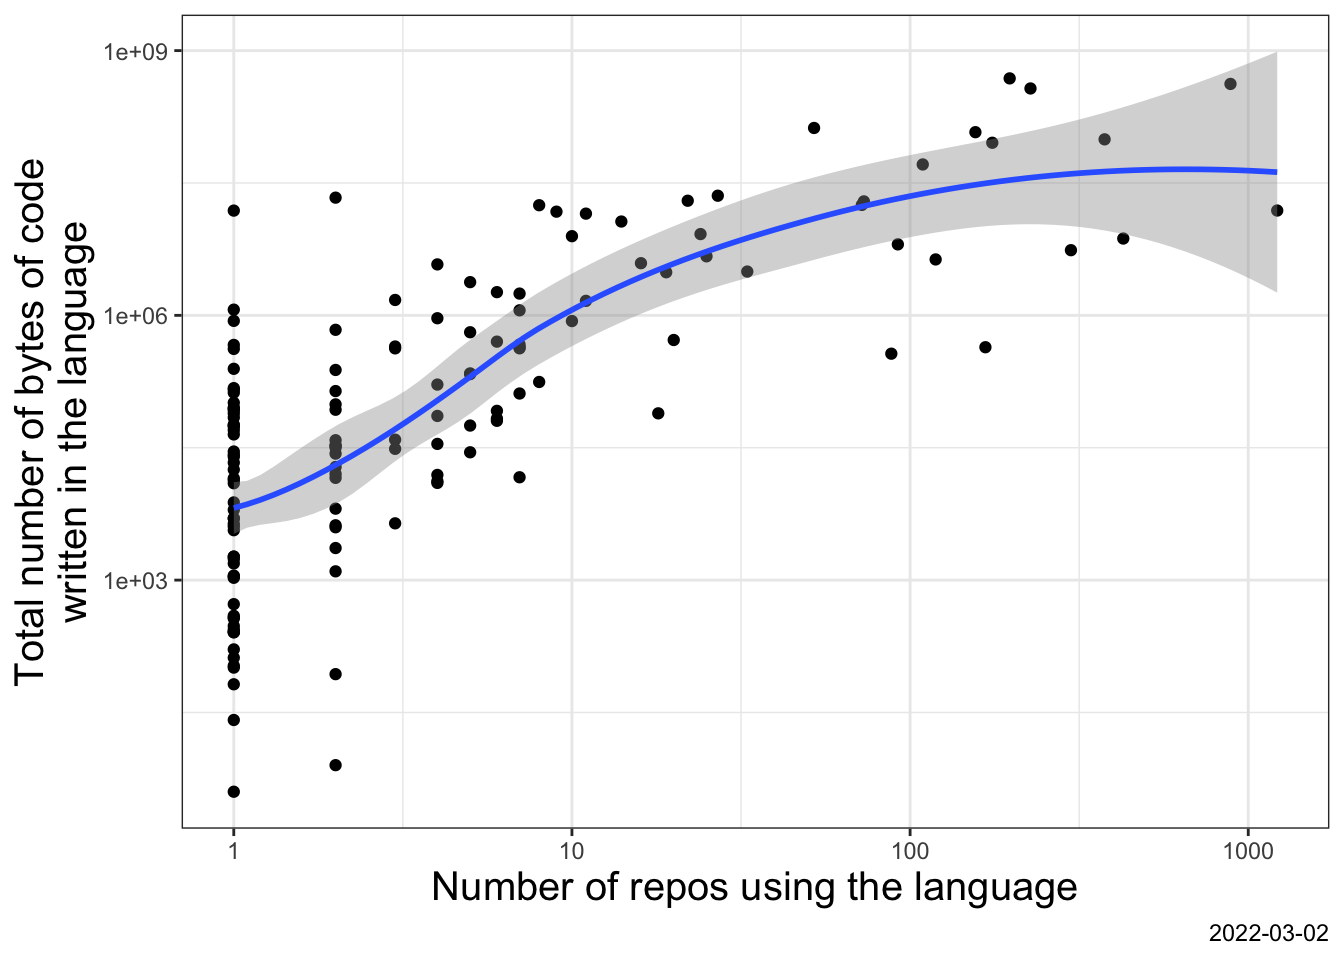 Total number of bytes of code
written in the language
1e+09
1e+06
1e+03
1
10
100
1000
Number of repos using the language
2022-03-02